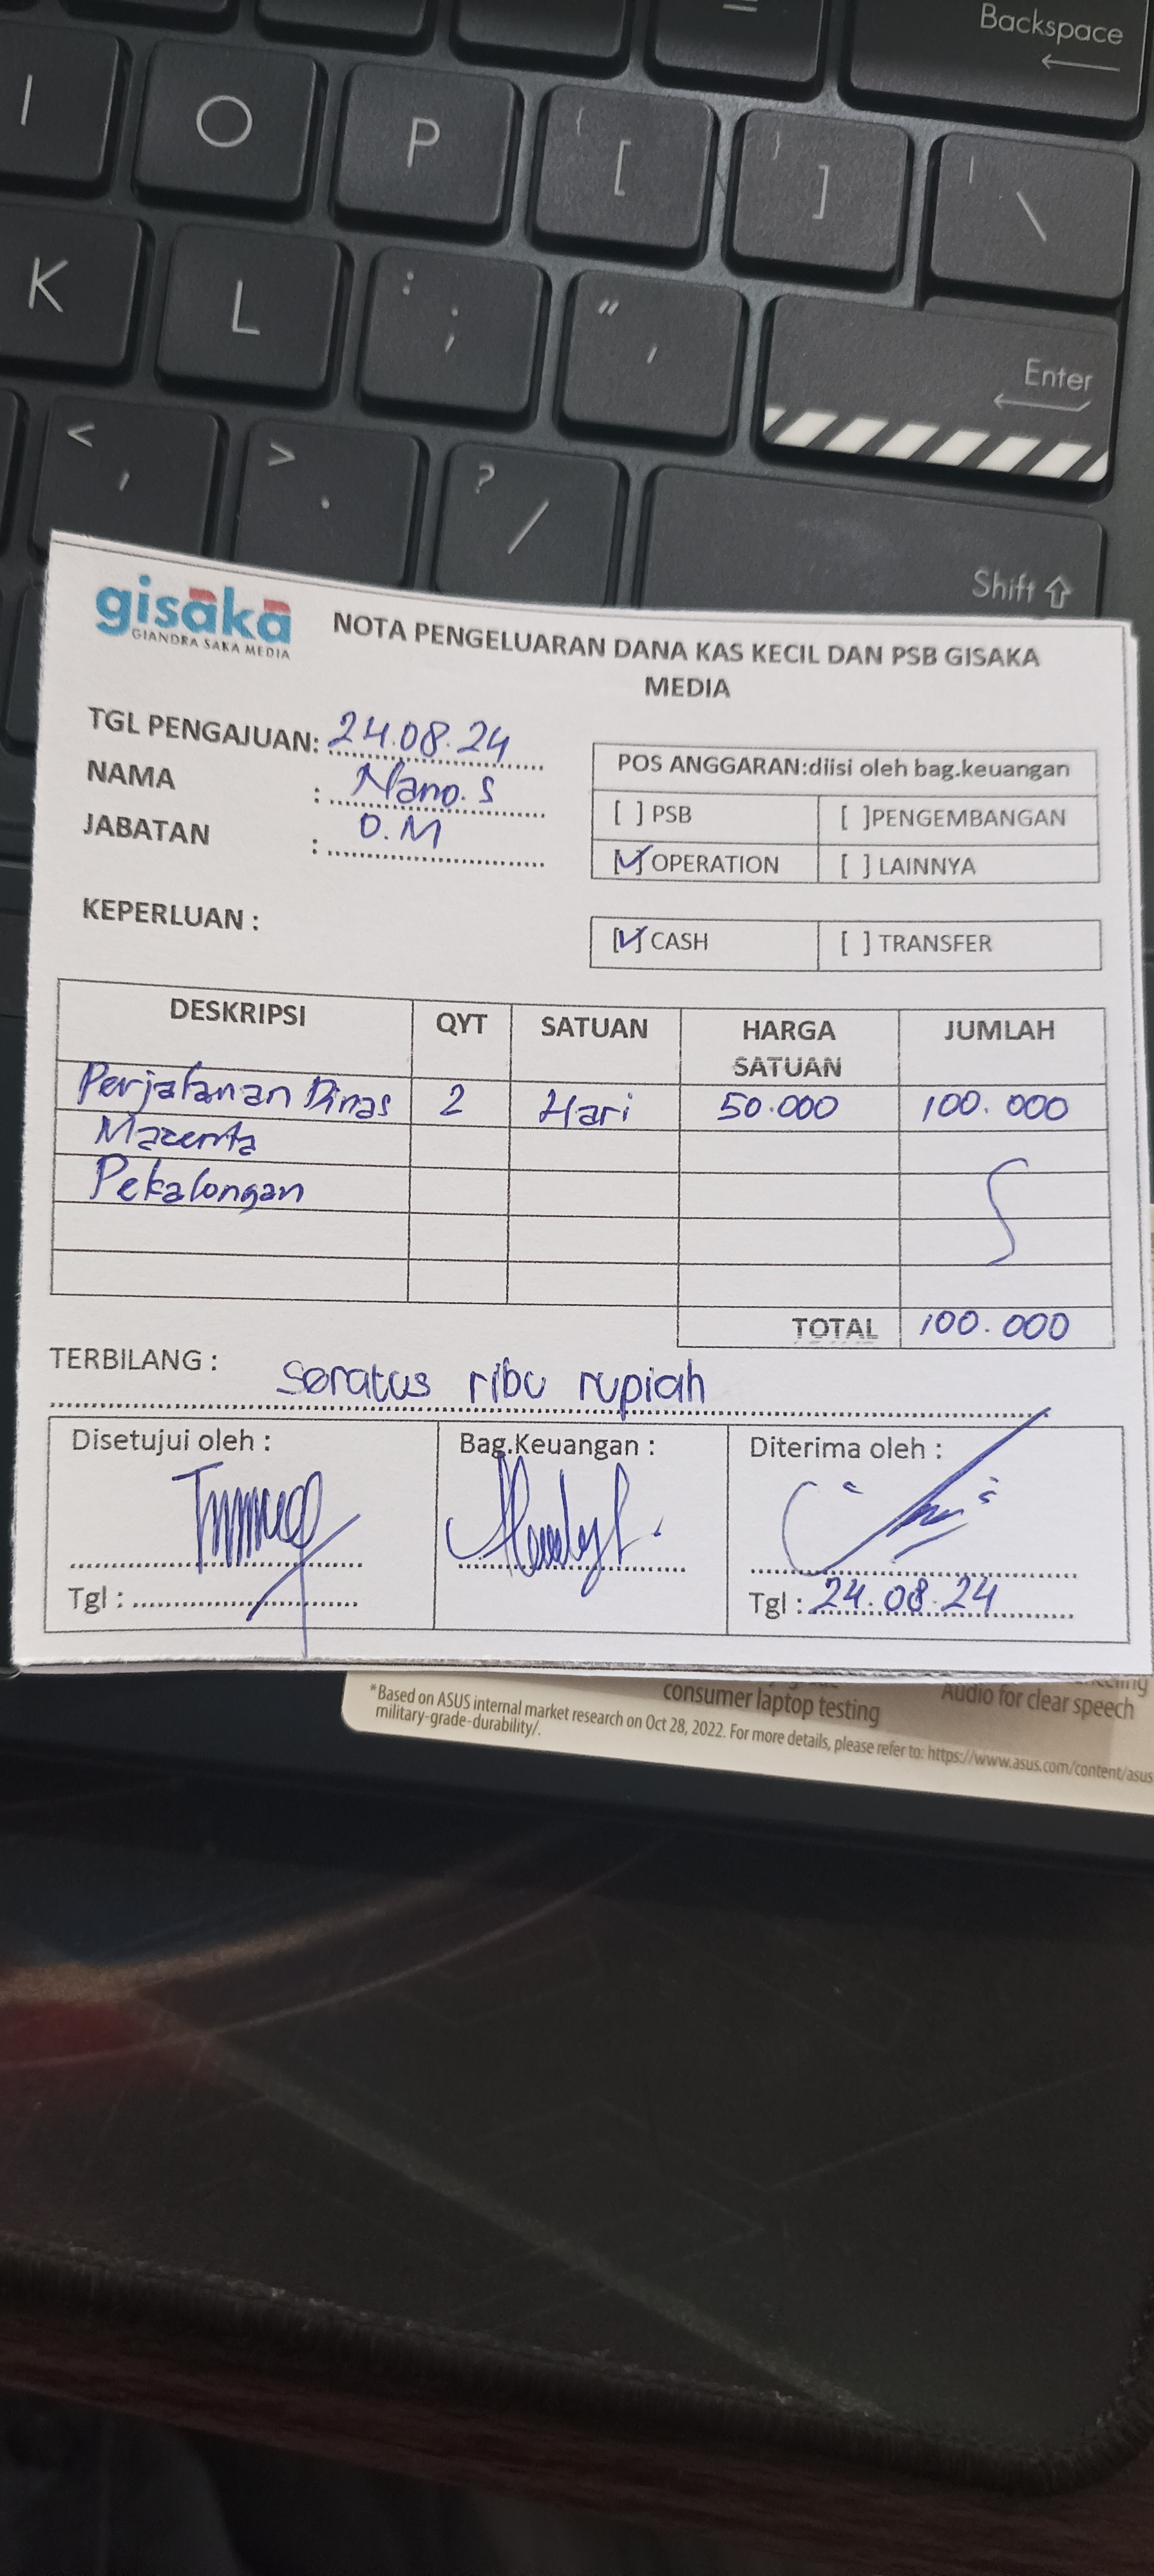 Backspace
I O P { [ } ] | \
K L : ; " ' Enter
< , > . ? / Shift
gisaka
GIANDRA SAKA MEDIA
NOTA PENGELUARAN DANA KAS KECIL DAN PSB GISAKA
MEDIA
TGL PENGAJUAN: 24.08.24
NAMA : Nano. S
JABATAN : O.M
POS ANGGARAN:diisi oleh bag.keuangan
[ ] PSB [ ]PENGEMBANGAN
[✓] OPERATION [ ] LAINNYA
KEPERLUAN :
[✓] CASH [ ] TRANSFER
DESKRIPSI QYT SATUAN HARGA SATUAN JUMLAH
Perjalanan Dinas 2 Hari 50.000 100.000
Mazenta
Pekalongan
TOTAL 100.000
TERBILANG : Seratus ribu rupiah
Disetujui oleh : Bag.Keuangan : Diterima oleh :
Tgl : Tgl : 24.08.24
consumer laptop testing
Audio for clear speech
*Based on ASUS internal market research on Oct 28, 2022. For more details, please refer to: https://www.asus.com/content/asus
military-grade-durability/.